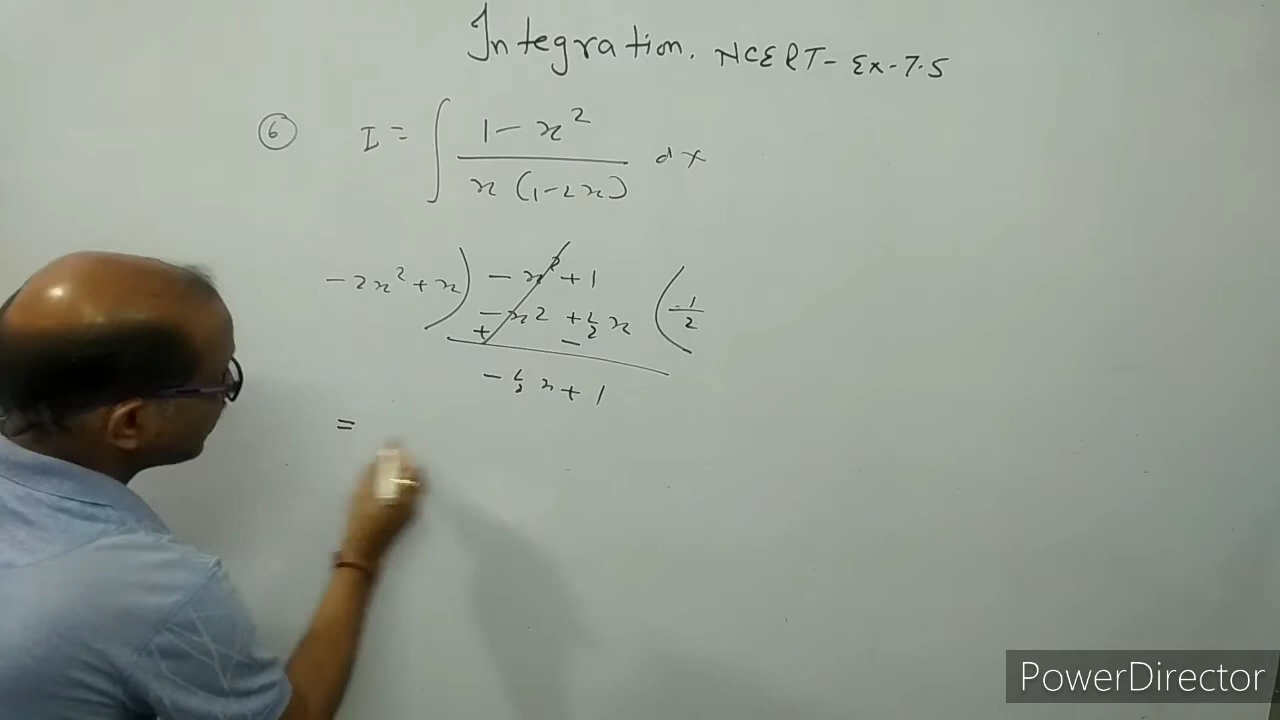 Integration. NCERT- Ex-7.5
⑥ I = ∫ 1-x² / x(1-2x) dx
-2x²+x ) -x²+1 ( -1/2
-x² +1/2 x
+ -
-1/2 x + 1
=
PowerDirector